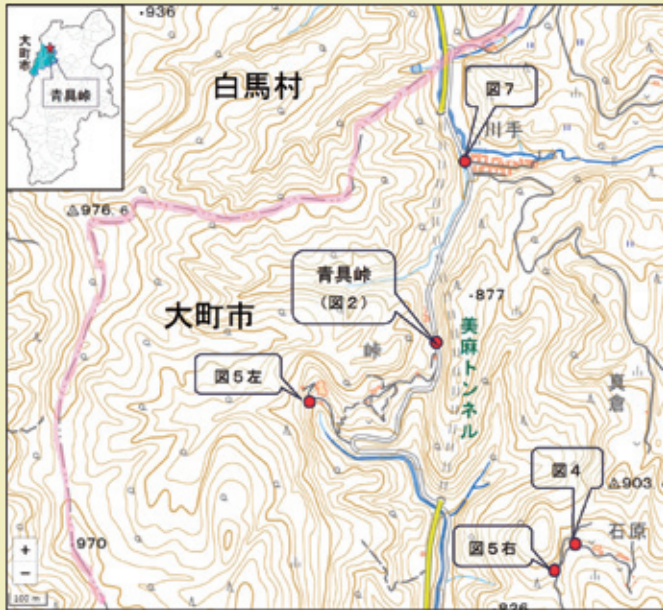 大町市
青具峠
・936
白馬村
図7
川手
△976.6
青具峠
(図2)
・877
大町市
峠
美麻トンネル
図5左
真倉
図4
△903
970
石原
図5右
826
+
−
100 m